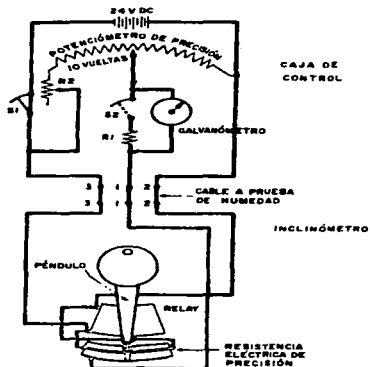 24 V DC
POTENCIÓMETRO DE PRECISIÓN
10 VUELTAS
CAJA DE
CONTROL
R2
S1
S2
GALVANÓMETRO
R1
3 1 2
3 1 2
CABLE A PRUEBA
DE HUMEDAD
INCLINÓMETRO
PÉNDULO
RELAY
RESISTENCIA
ELÉCTRICA DE
PRECISIÓN